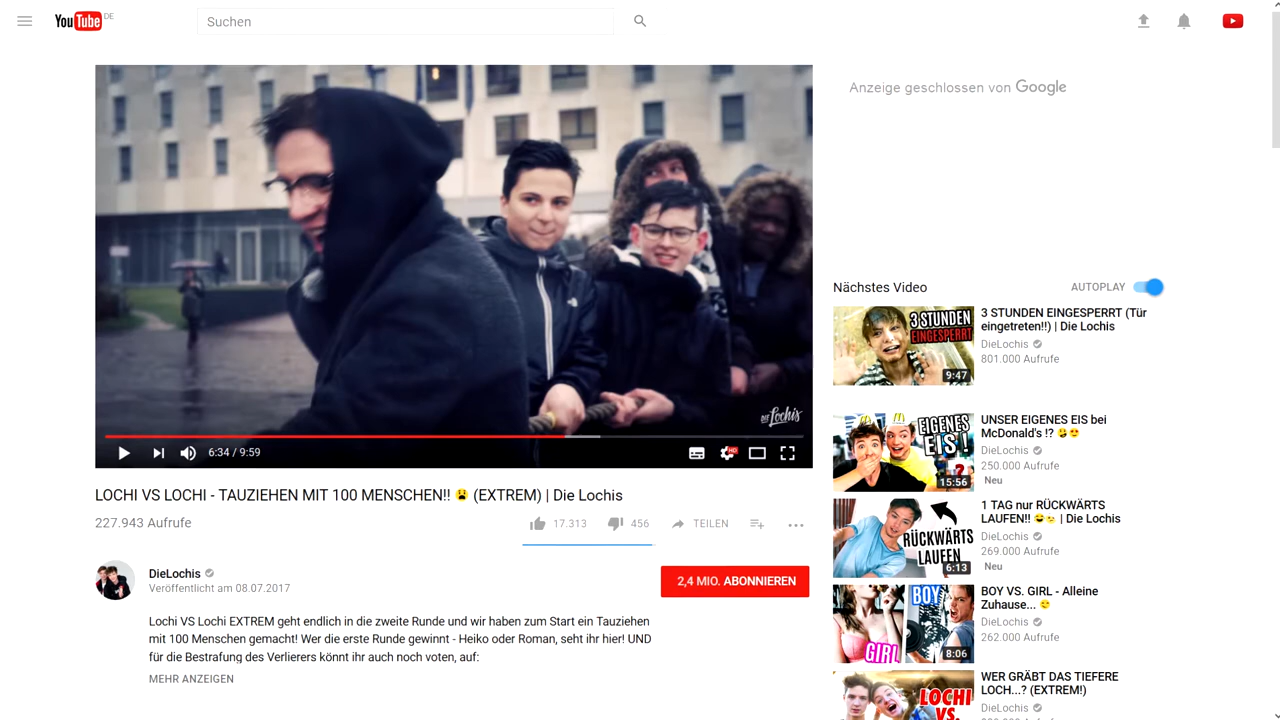 YouTube DE
Suchen
Anzeige geschlossen von Google
DIE Lochis
6:34 / 9:59
HD
LOCHI VS LOCHI - TAUZIEHEN MIT 100 MENSCHEN!! 😩 (EXTREM) | Die Lochis
227.943 Aufrufe
17.313
456
TEILEN
DieLochis
Veröffentlicht am 08.07.2017
2,4 MIO. ABONNIEREN
Lochi VS Lochi EXTREM geht endlich in die zweite Runde und wir haben zum Start ein Tauziehen
mit 100 Menschen gemacht! Wer die erste Runde gewinnt - Heiko oder Roman, seht ihr hier! UND
für die Bestrafung des Verlierers könnt ihr auch noch voten, auf:
MEHR ANZEIGEN
Nächstes Video
AUTOPLAY
3 STUNDEN
EINGESPERRT
9:47
3 STUNDEN EINGESPERRT (Tür
eingetreten!!) | Die Lochis
DieLochis
801.000 Aufrufe
EIGENES
EIS !
?
15:56
UNSER EIGENES EIS bei
McDonald's !? 😜😍
DieLochis
250.000 Aufrufe
Neu
RÜCKWÄRTS
LAUFEN
6:13
1 TAG nur RÜCKWÄRTS
LAUFEN!! 😂😕 | Die Lochis
DieLochis
269.000 Aufrufe
Neu
BOY
GIRL
8:06
BOY VS. GIRL - Alleine
Zuhause... 😏
DieLochis
262.000 Aufrufe
LOCHI
VS.
WER GRÄBT DAS TIEFERE
LOCH...? (EXTREM!)
DieLochis